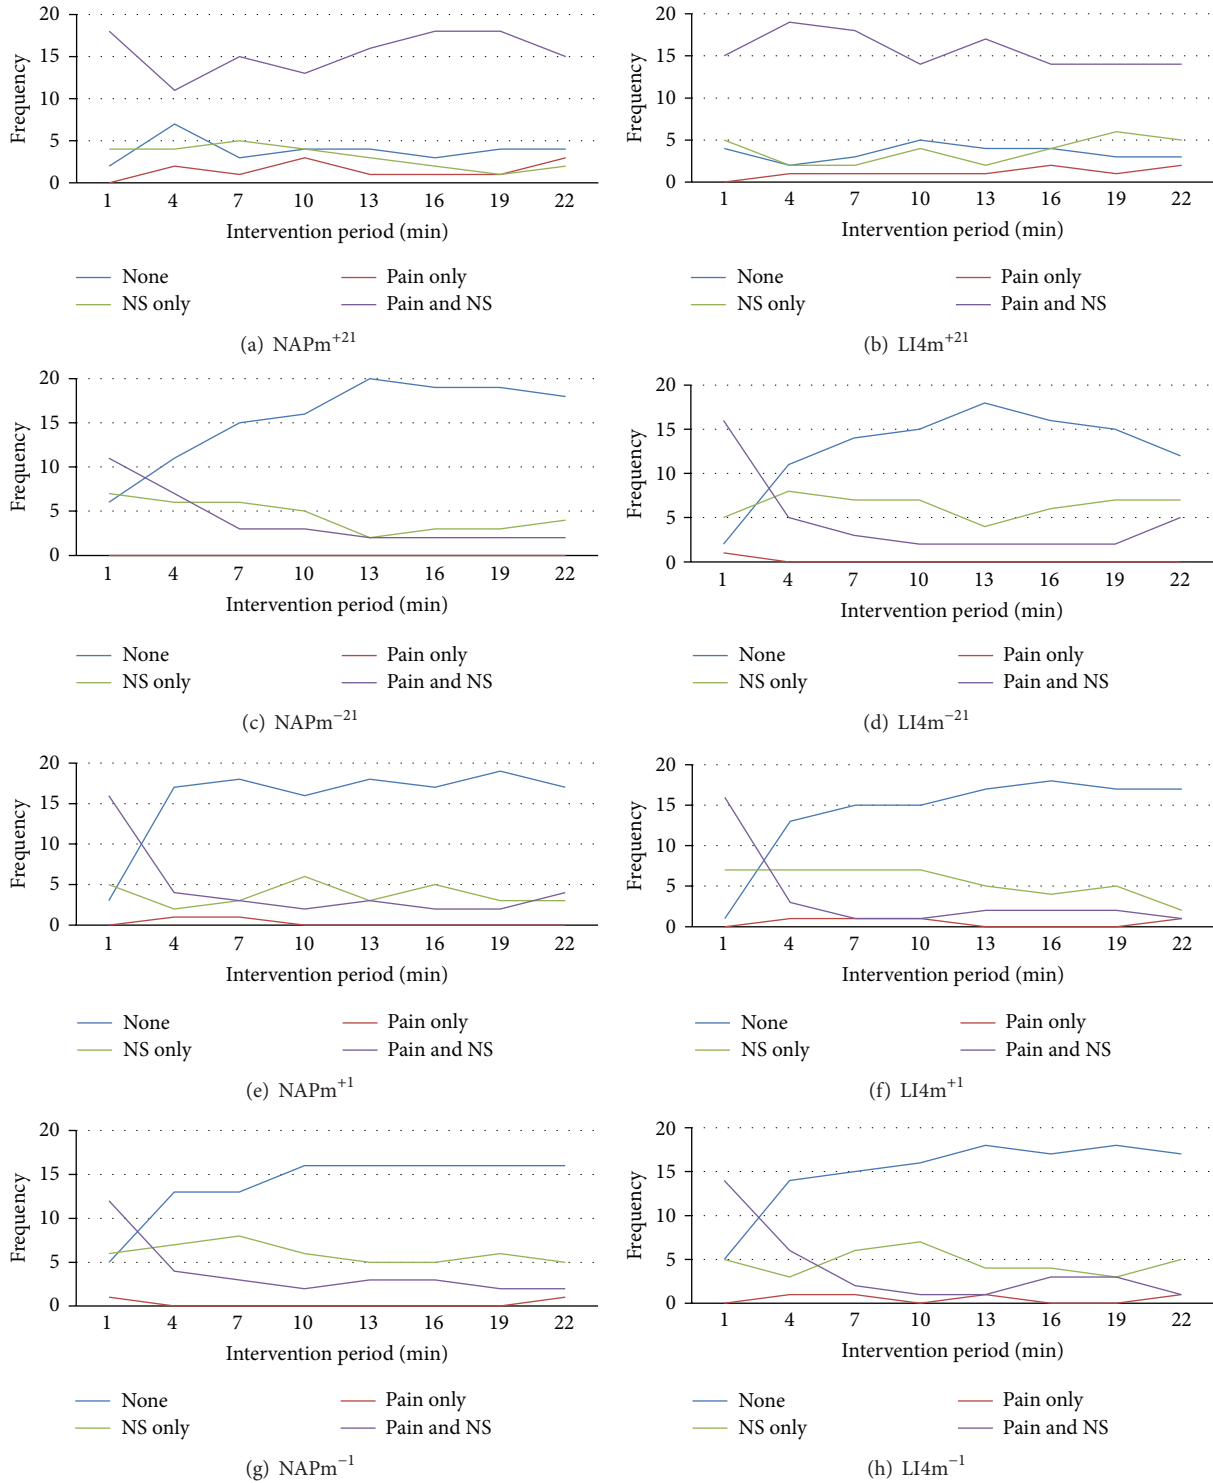 20
15
10
5
0
Frequency
1 4 7 10 13 16 19 22
Intervention period (min)
None Pain only
NS only Pain and NS
(a) NAPm⁺²¹
20
15
10
5
0
Frequency
1 4 7 10 13 16 19 22
Intervention period (min)
None Pain only
NS only Pain and NS
(b) LI4m⁺²¹
20
15
10
5
0
Frequency
1 4 7 10 13 16 19 22
Intervention period (min)
None Pain only
NS only Pain and NS
(c) NAPm⁻²¹
20
15
10
5
0
Frequency
1 4 7 10 13 16 19 22
Intervention period (min)
None Pain only
NS only Pain and NS
(d) LI4m⁻²¹
20
15
10
5
0
Frequency
1 4 7 10 13 16 19 22
Intervention period (min)
None Pain only
NS only Pain and NS
(e) NAPm⁺¹
20
15
10
5
0
Frequency
1 4 7 10 13 16 19 22
Intervention period (min)
None Pain only
NS only Pain and NS
(f) LI4m⁺¹
20
15
10
5
0
Frequency
1 4 7 10 13 16 19 22
Intervention period (min)
None Pain only
NS only Pain and NS
(g) NAPm⁻¹
20
15
10
5
0
Frequency
1 4 7 10 13 16 19 22
Intervention period (min)
None Pain only
NS only Pain and NS
(h) LI4m⁻¹